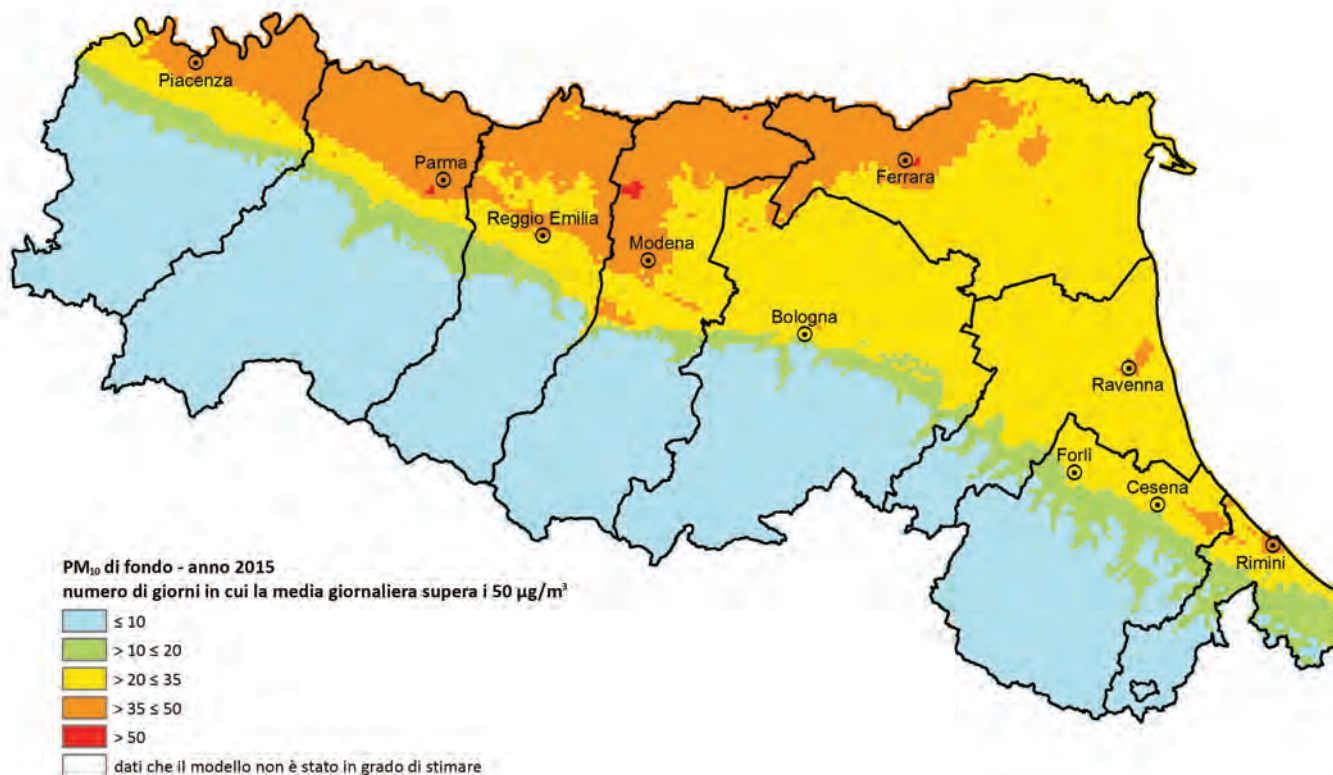 Piacenza
Parma
Ferrara
Reggio Emilia
Modena
Bologna
Ravenna
Forlì
Cesena
Rimini
PM₁₀ di fondo - anno 2015
numero di giorni in cui la media giornaliera supera i 50 µg/m³
≤ 10
> 10 ≤ 20
> 20 ≤ 35
> 35 ≤ 50
> 50
dati che il modello non è stato in grado di stimare